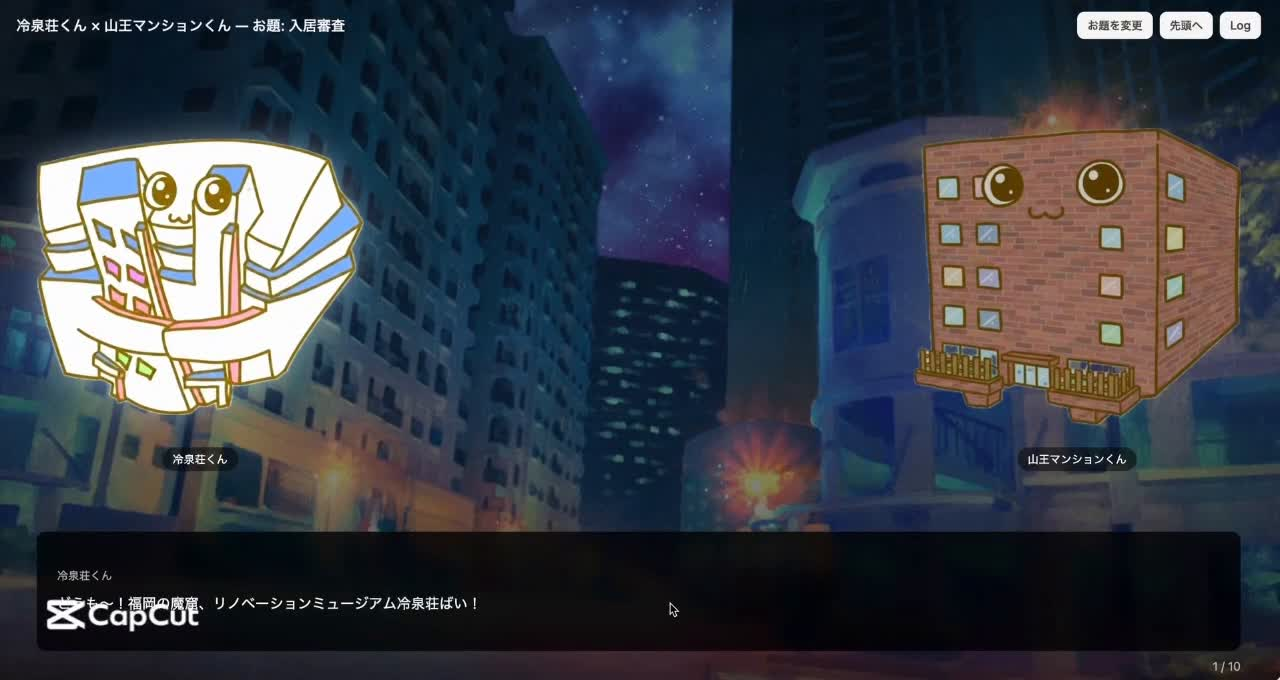 冷泉荘くん × 山王マンションくん — お題: 入居審査
お題を変更
先頭へ
Log
冷泉荘くん
山王マンションくん
冷泉荘くん
どうも〜！福岡の魔窟、リノベーションミュージアム冷泉荘ばい！
CapCut
1 / 10